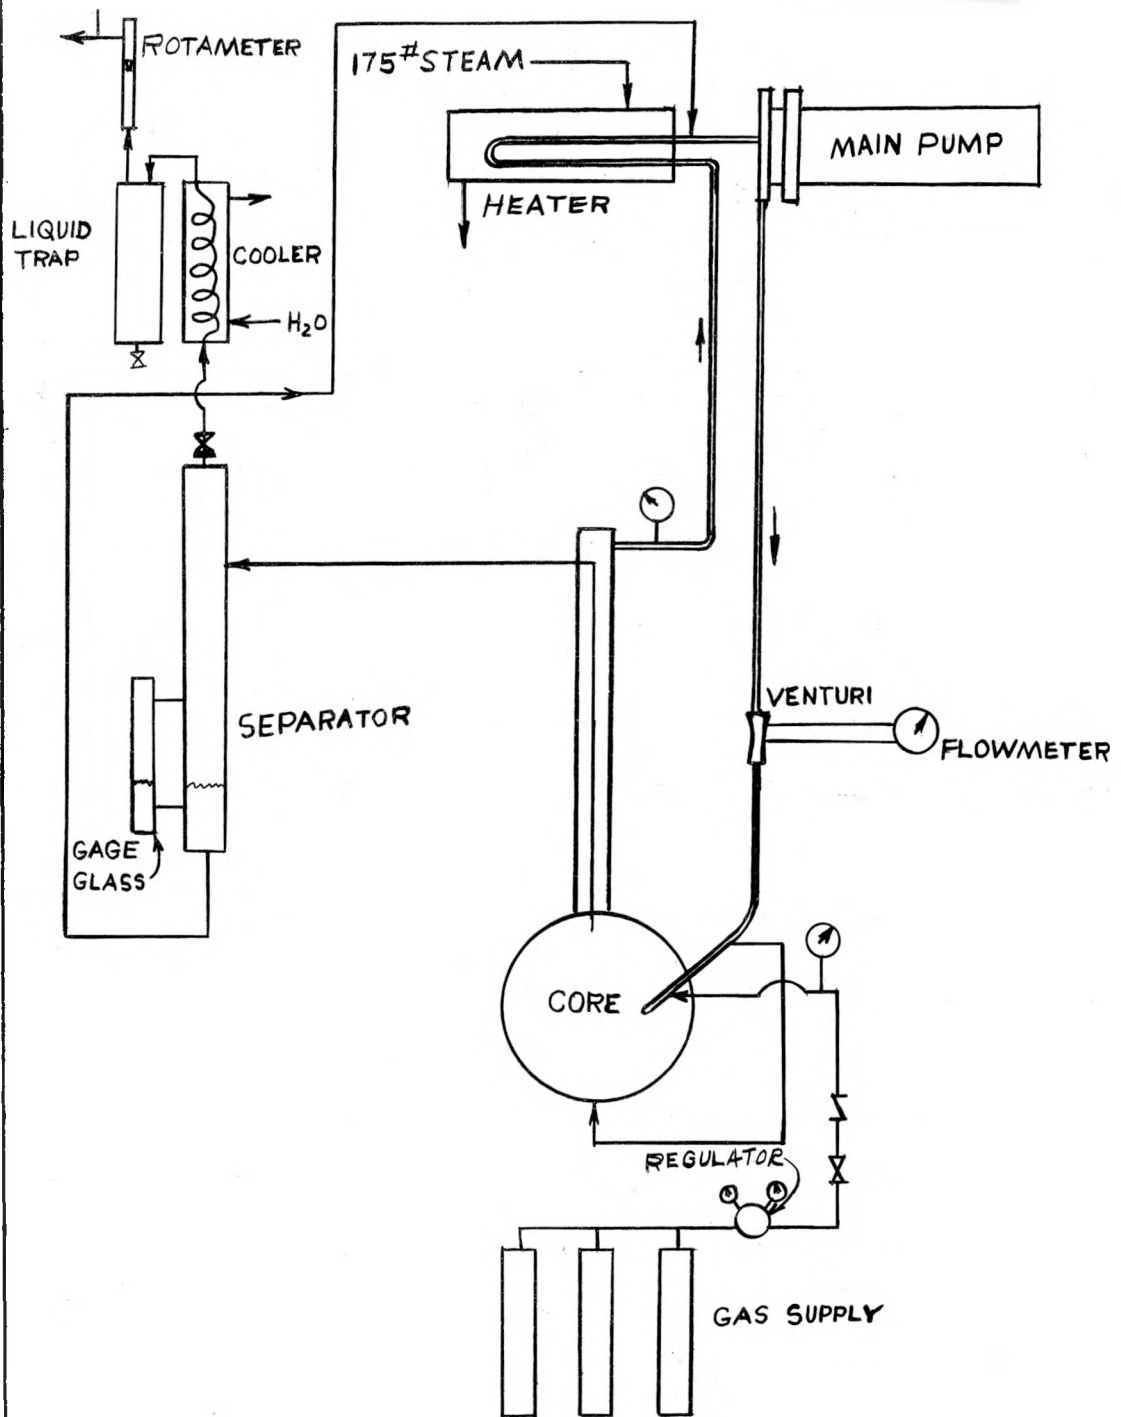 ROTAMETER
175# STEAM
MAIN PUMP
HEATER
LIQUID
TRAP
COOLER
H2O
VENTURI
FLOWMETER
SEPARATOR
GAGE
GLASS
CORE
REGULATOR
GAS SUPPLY